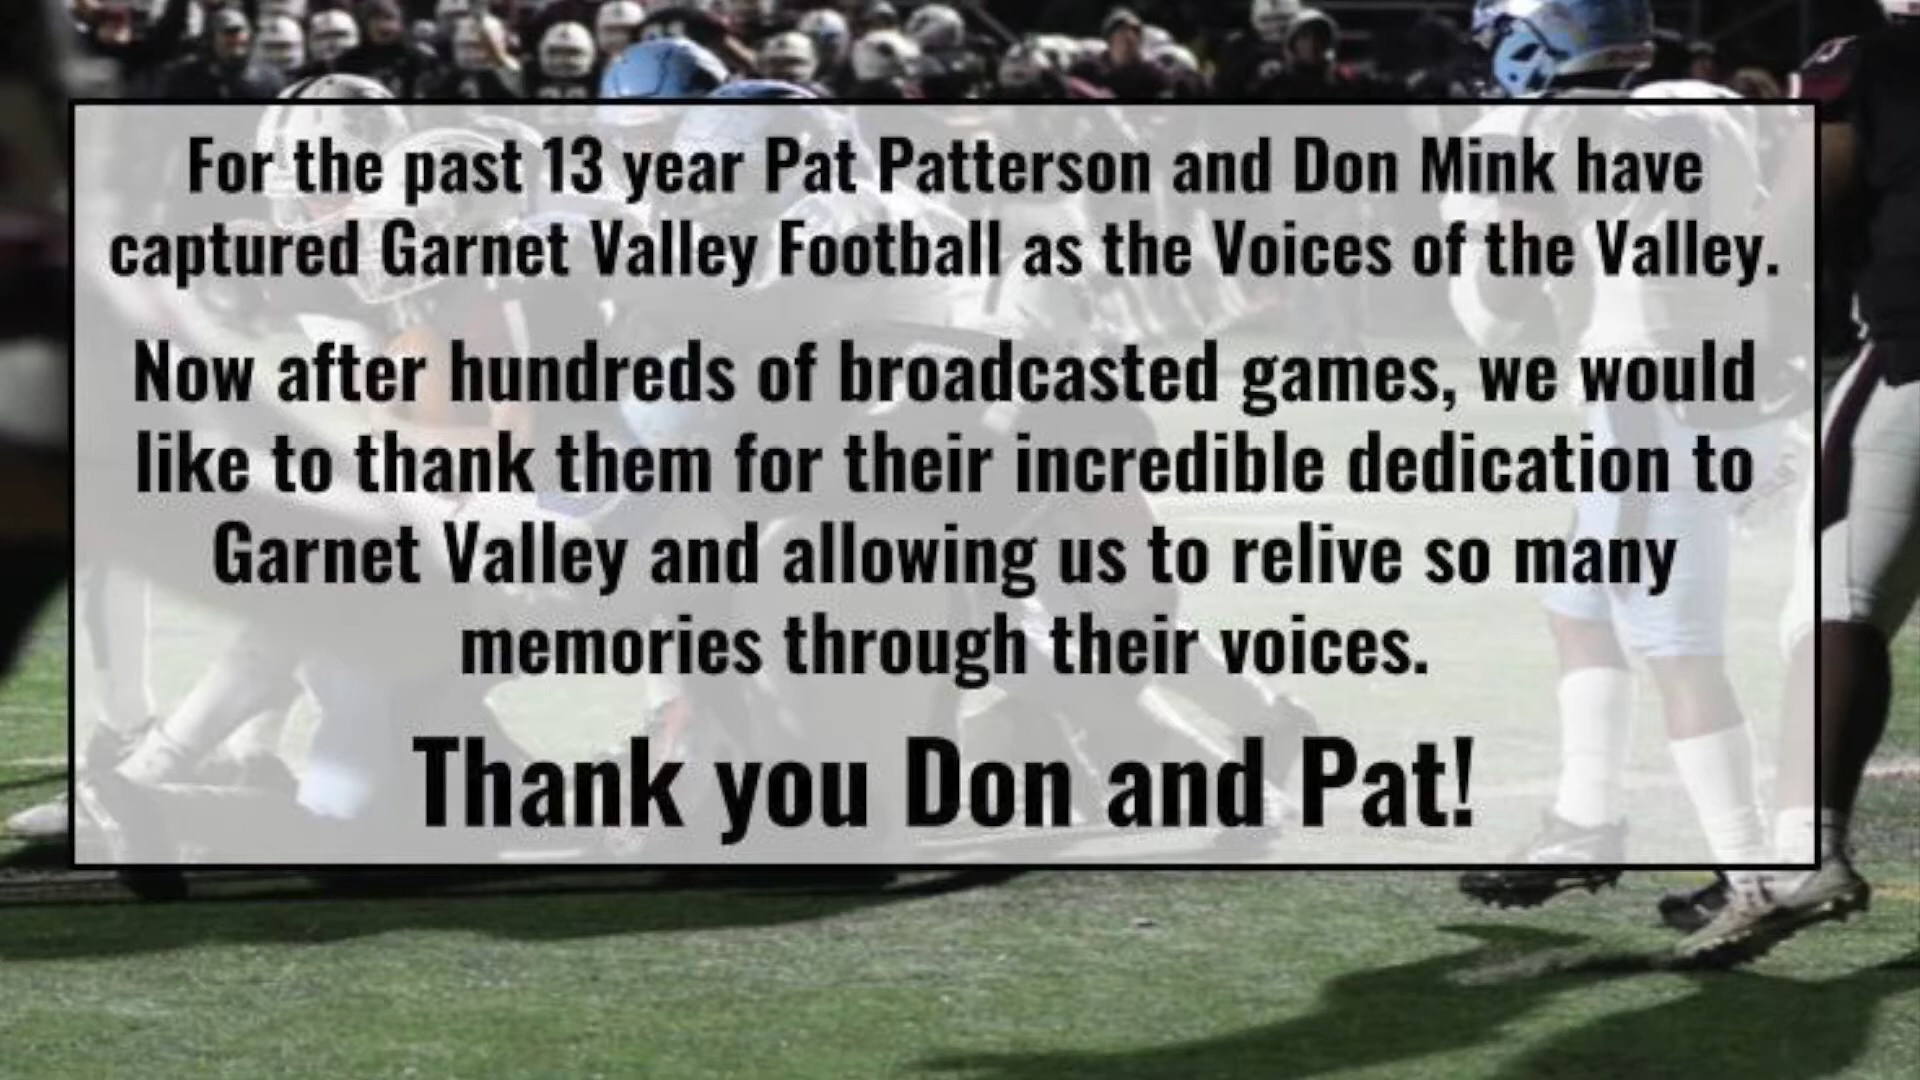 For the past 13 year Pat Patterson and Don Mink have
captured Garnet Valley Football as the Voices of the Valley.
Now after hundreds of broadcasted games, we would
like to thank them for their incredible dedication to
Garnet Valley and allowing us to relive so many
memories through their voices.
Thank you Don and Pat!